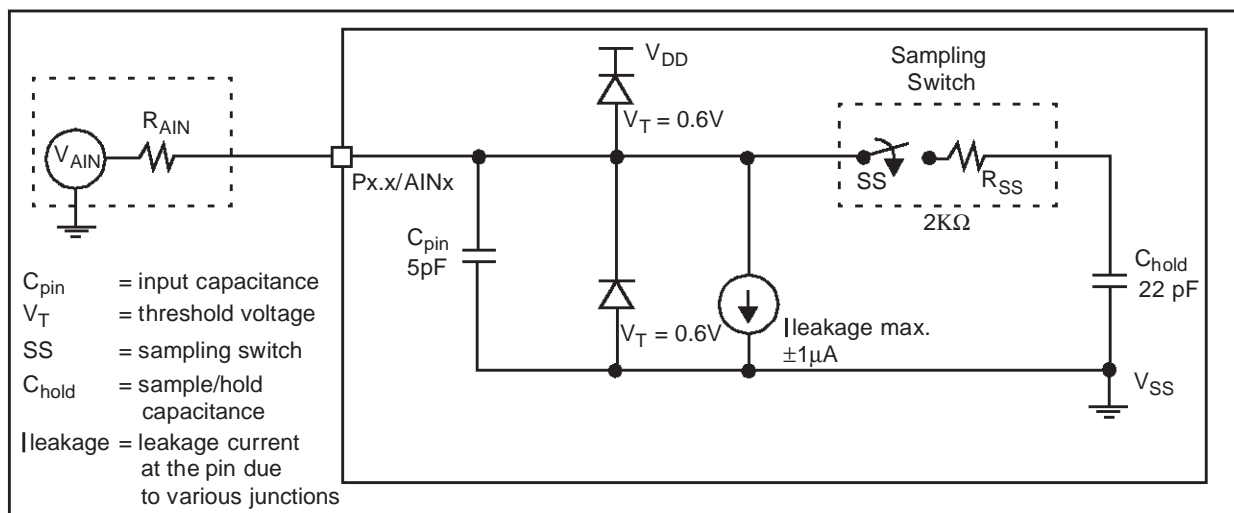 V_DD
Sampling
Switch
V_T = 0.6V
R_AIN
V_AIN
Px.x/AINx
SS
R_SS
2KΩ
C_pin
5pF
V_T = 0.6V
I leakage max.
±1µA
C_hold
22 pF
V_SS
C_pin = input capacitance
V_T = threshold voltage
SS = sampling switch
C_hold = sample/hold
capacitance
I leakage = leakage current
at the pin due
to various junctions